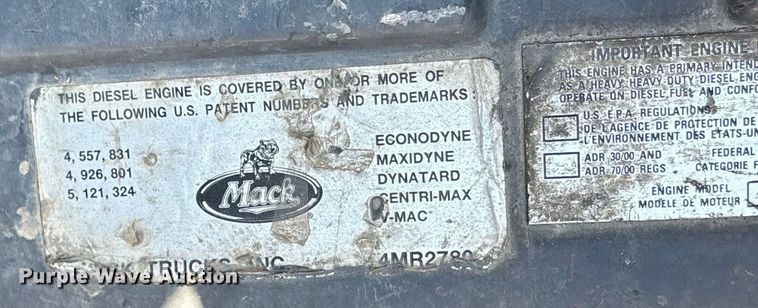 THIS DIESEL ENGINE IS COVERED BY ONE OR MORE OF
THE FOLLOWING U.S. PATENT NUMBERS AND TRADEMARKS:
4,557,831
4,926,801
5,121,324
Mack
ECONODYNE
MAXIDYNE
DYNATARD
CENTRI-MAX
V-MAC
TRUCKS INC
4MR2780
IMPORTANT ENGINE
THIS ENGINE HAS A PRIMARY
AS A HEAVY HEAVY DUTY DIESEL
OPERATE ON DIESEL FUEL AND
U.S. E.P.A. REGULATIONS
DE L'AGENCE DE PROTECTION DE
L'ENVIRONNEMENT DES ETATS-
ADR 30/00 AND
ADR 70/00 REGS
FEDERAL
CATEGORIE
ENGINE MODEL
MODELE DE MOTEUR
Purple Wave Auction